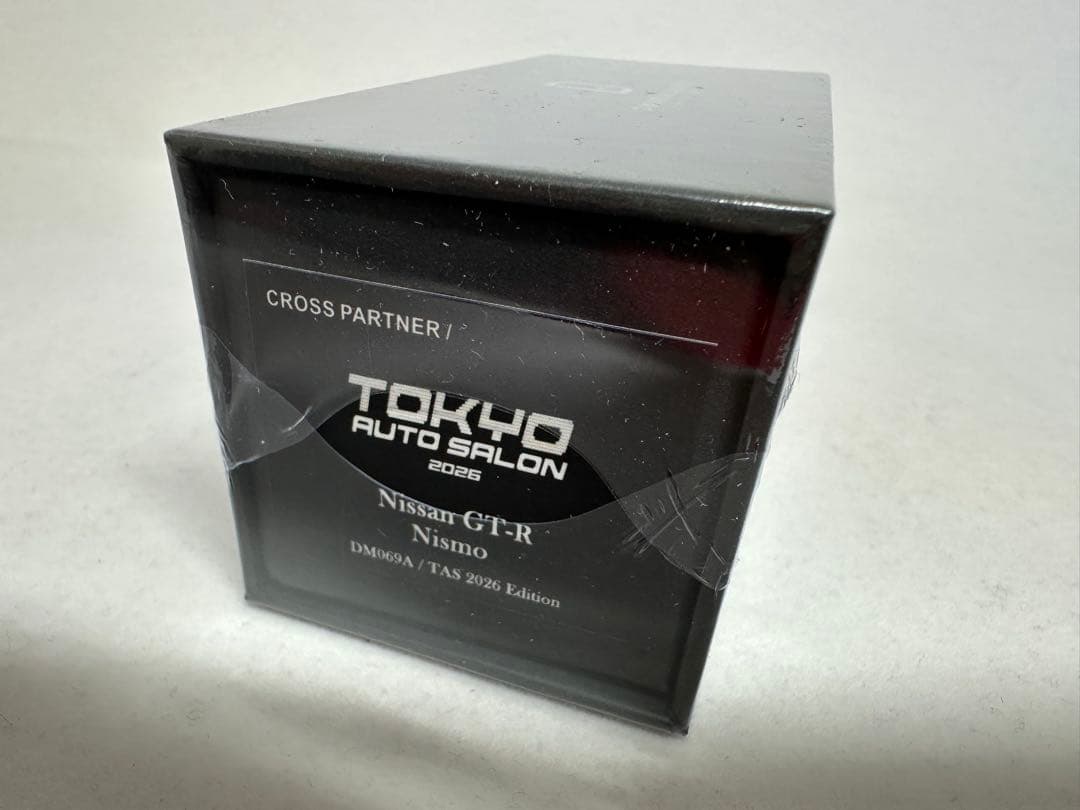 CROSS PARTNER /
TOKYO
AUTO SALON
2026
Nissan GT-R
Nismo
DM069A / TAS 2026 Edition